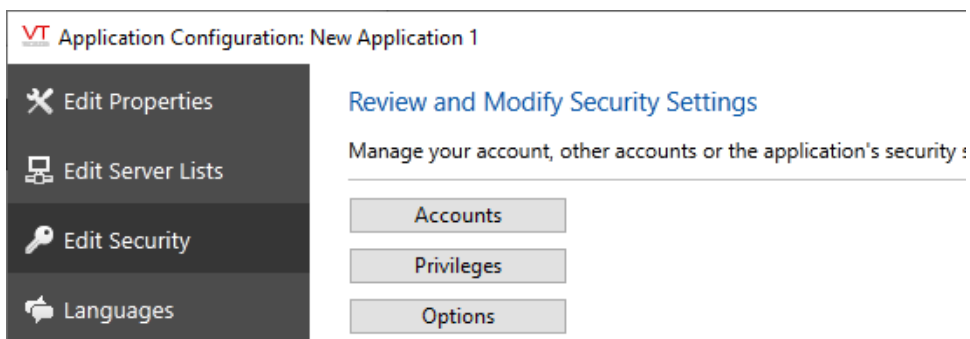 VT Application Configuration: New Application 1
Edit Properties
Edit Server Lists
Edit Security
Languages
Review and Modify Security Settings
Manage your account, other accounts or the application's security
Accounts
Privileges
Options